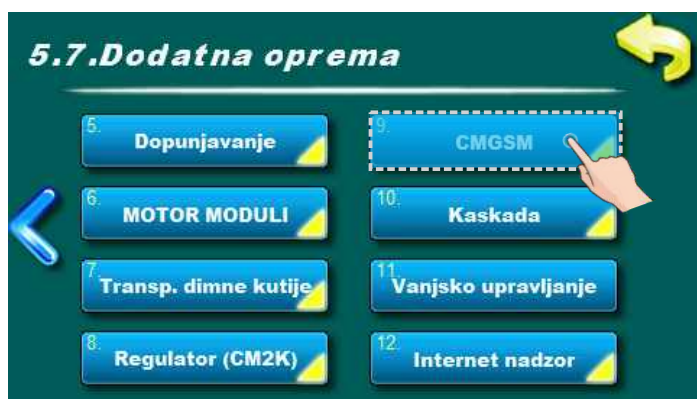 5.7.Dodatna oprema
5.
Dopunjavanje
9.
CMGSM
6.
MOTOR MODULI
10.
Kaskada
7.
Transp. dimne kutije
11.
Vanjsko upravljanje
8.
Regulator (CM2K)
12.
Internet nadzor